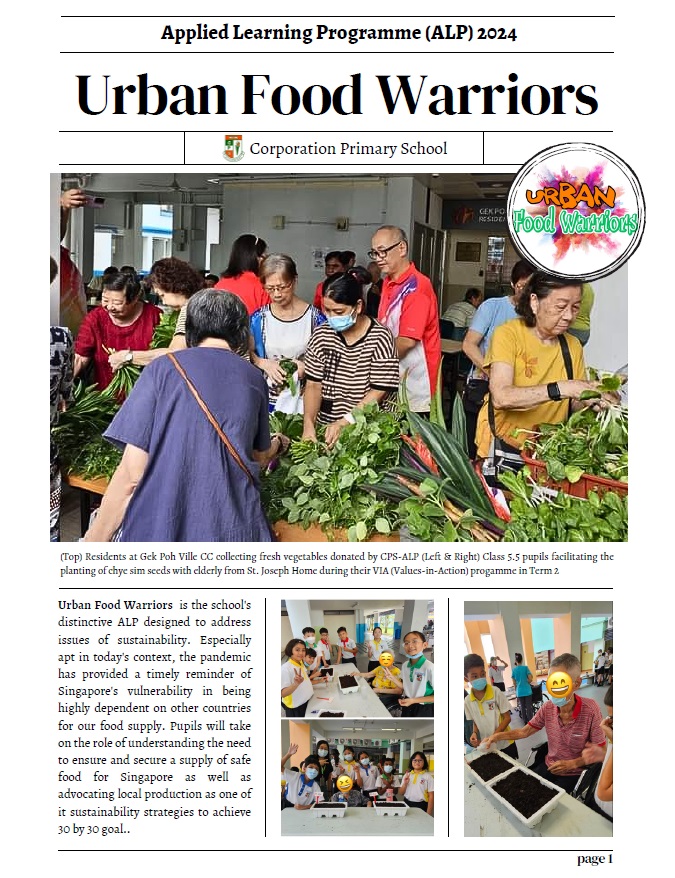 Applied Learning Programme (ALP) 2024
Urban Food Warriors
Corporation Primary School
URBAN
Food Warriors
GEK PO
RESIDE
(Top) Residents at Gek Poh Ville CC collecting fresh vegetables donated by CPS-ALP (Left & Right) Class 5.5 pupils facilitating the
planting of chye sim seeds with elderly from St. Joseph Home during their VIA (Values-in-Action) progamme in Term 2
Urban Food Warriors is the school's
distinctive ALP designed to address
issues of sustainability. Especially
apt in today's context, the pandemic
has provided a timely reminder of
Singapore's vulnerability in being
highly dependent on other countries
for our food supply. Pupils will take
on the role of understanding the need
to ensure and secure a supply of safe
food for Singapore as well as
advocating local production as one of
it sustainability strategies to achieve
30 by 30 goal..
page 1